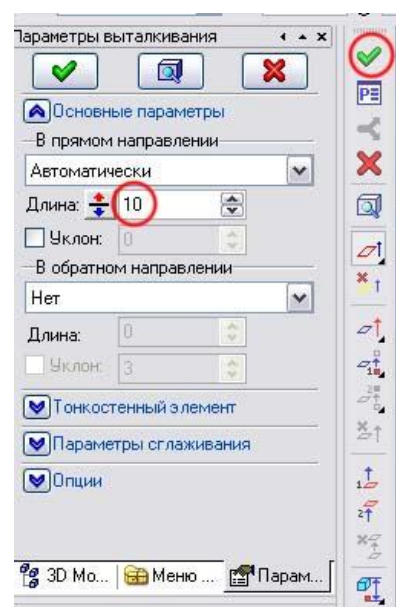 Параметры выталкивания
Основные параметры
В прямом направлении
Автоматически
Длина: 10
Уклон: 0
В обратном направлении
Нет
Длина: 0
Уклон: 3
Тонкостенный элемент
Параметры сглаживания
Опции
3D Мо... Меню ... Парам...